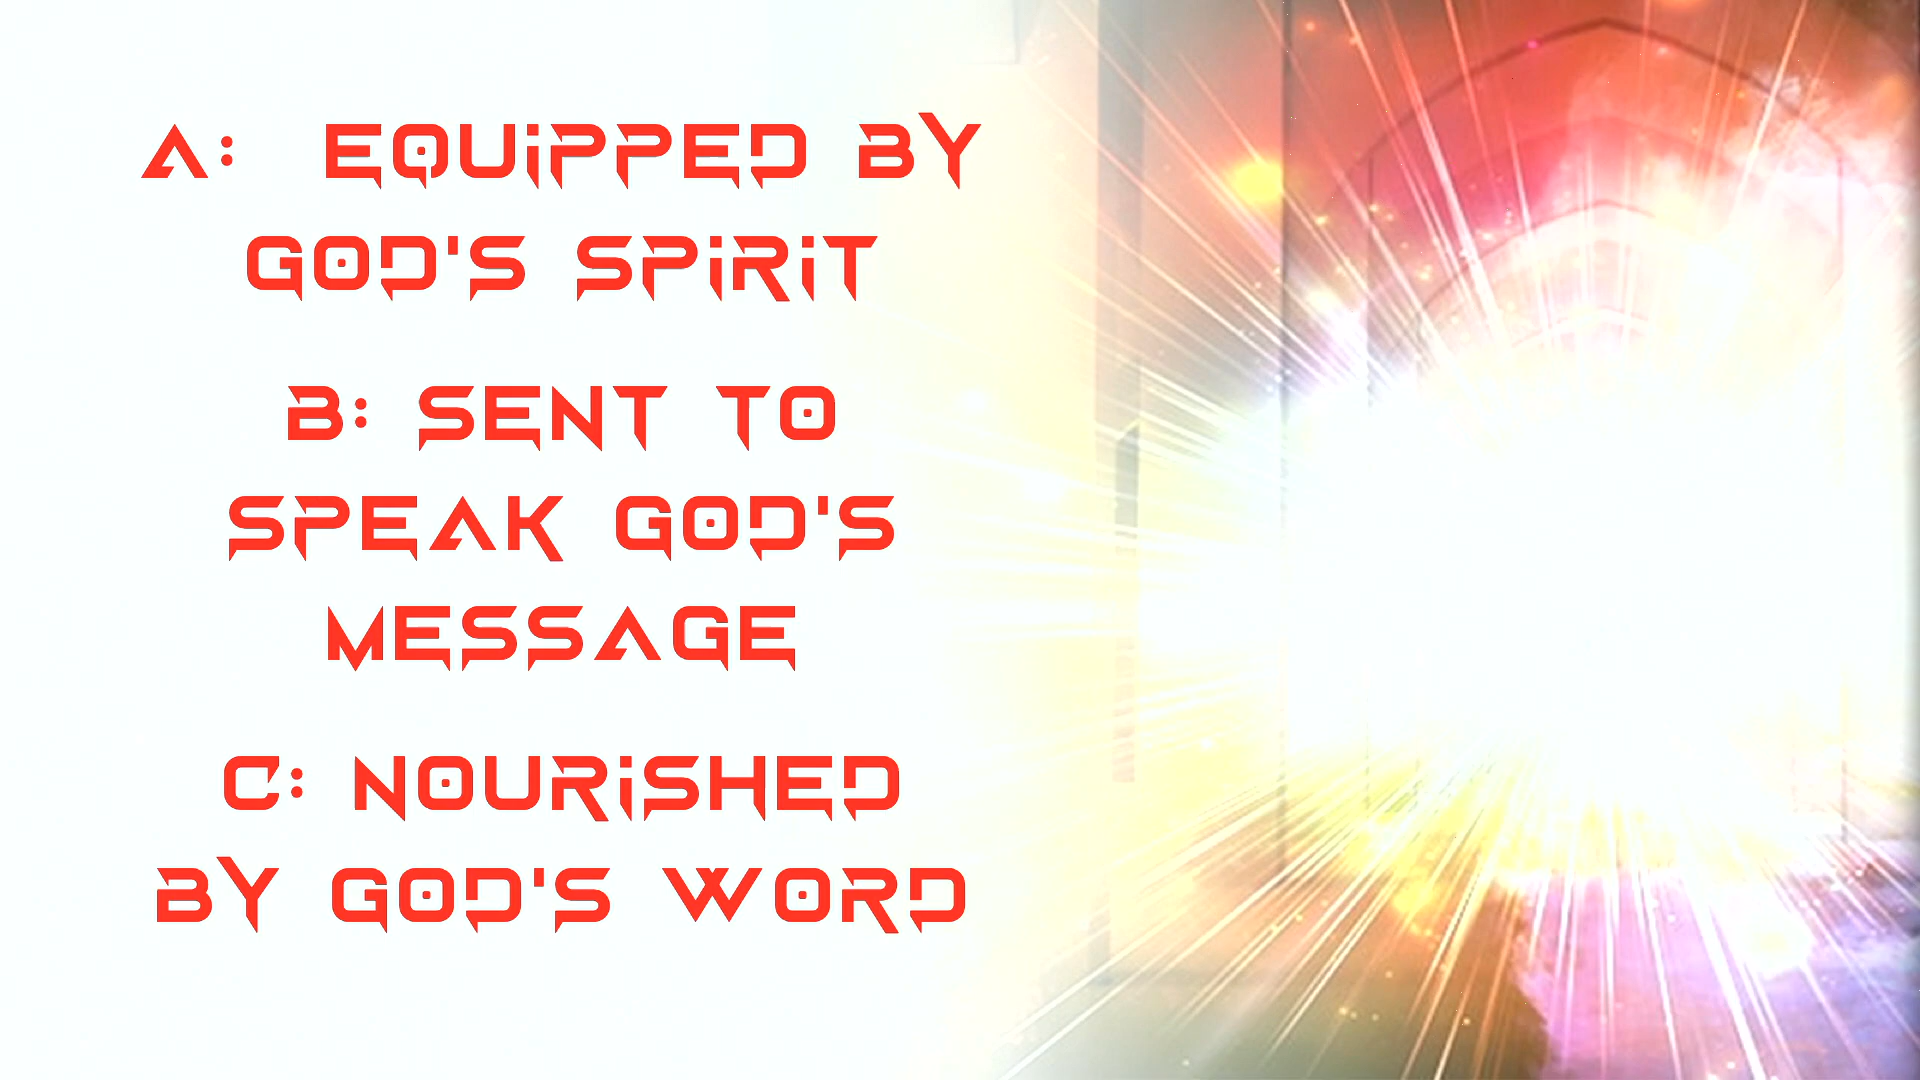 A: EQUiPPED BY
GOD'S SPiRiT
B: SENT TO
SPEAK GOD'S
MESSAGE
C: NOURiSHED
BY GOD'S WORD